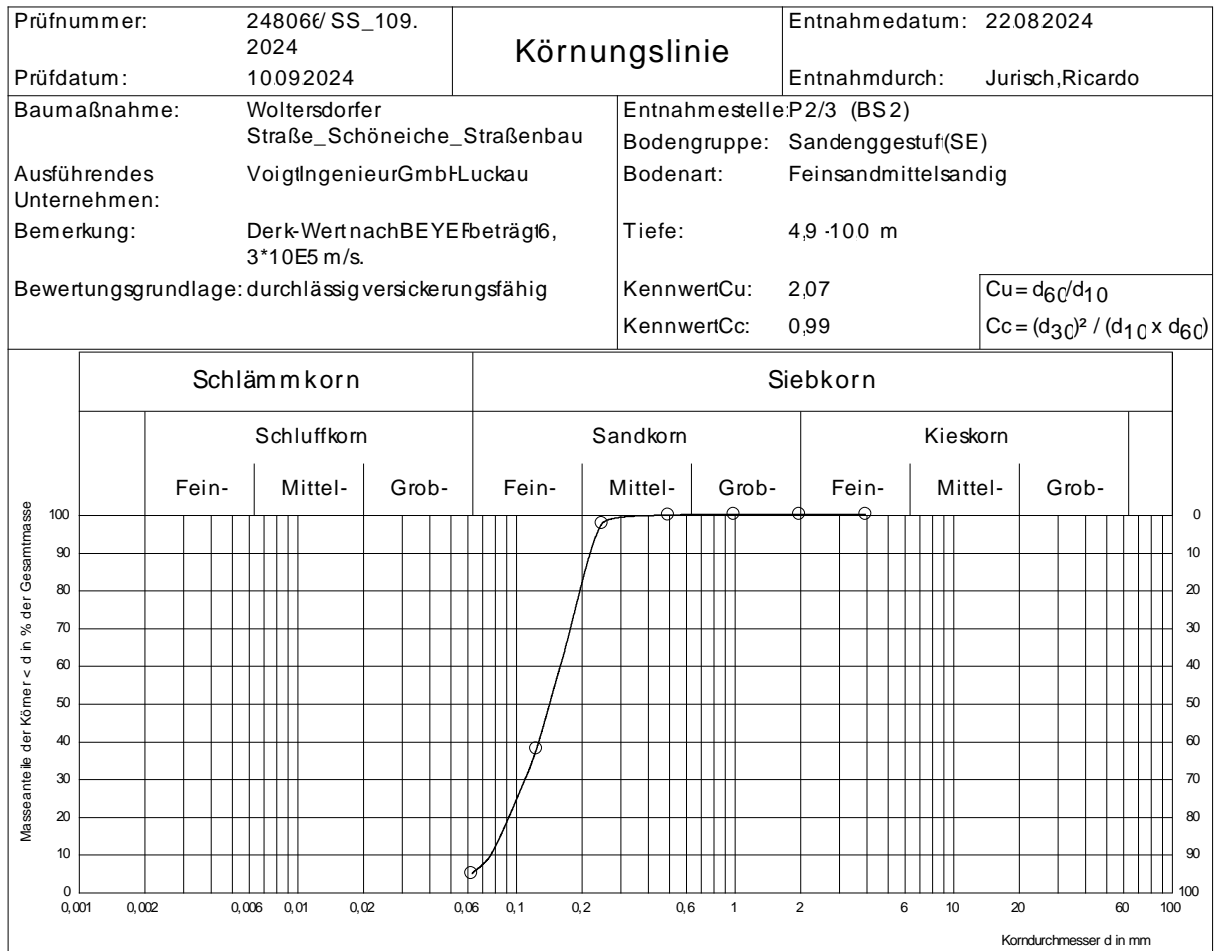 Prüfnummer: 248066/ SS_109.
2024
Prüfdatum: 10092024
Körnungslinie
Entnahmedatum: 22082024
Entnahmdurch: Jurisch,Ricardo
Baumaßnahme: Woltersdorfer
Straße_Schöneiche_Straßenbau
Ausführendes VoigtIngenieurGmbHLuckau
Unternehmen:
Bemerkung: Derk-WertnachBEYERbeträgt6,
3*10E5 m/s.
Bewertungsgrundlage: durchlässig versickerungsfähig
Entnahmestelle:P2/3 (BS2)
Bodengruppe: Sandenggestuft(SE)
Bodenart: Feinsandmittelsandig
Tiefe: 4,9 -100 m
KennwertCu: 2,07
KennwertCc: 0,99
Cu = d60/d10
Cc = (d30)² / (d10 x d60)
Schlämmkorn Siebkorn
Schluffkorn Sandkorn Kieskorn
Fein- Mittel- Grob- Fein- Mittel- Grob- Fein- Mittel- Grob-
Masseanteile der Körner < d in % der Gesamtmasse
100 0
90 10
80 20
70 30
60 40
50 50
40 60
30 70
20 80
10 90
0 100
0,001 0,002 0,006 0,01 0,02 0,06 0,1 0,2 0,6 1 2 6 10 20 60 100
Korndurchmesser d in mm